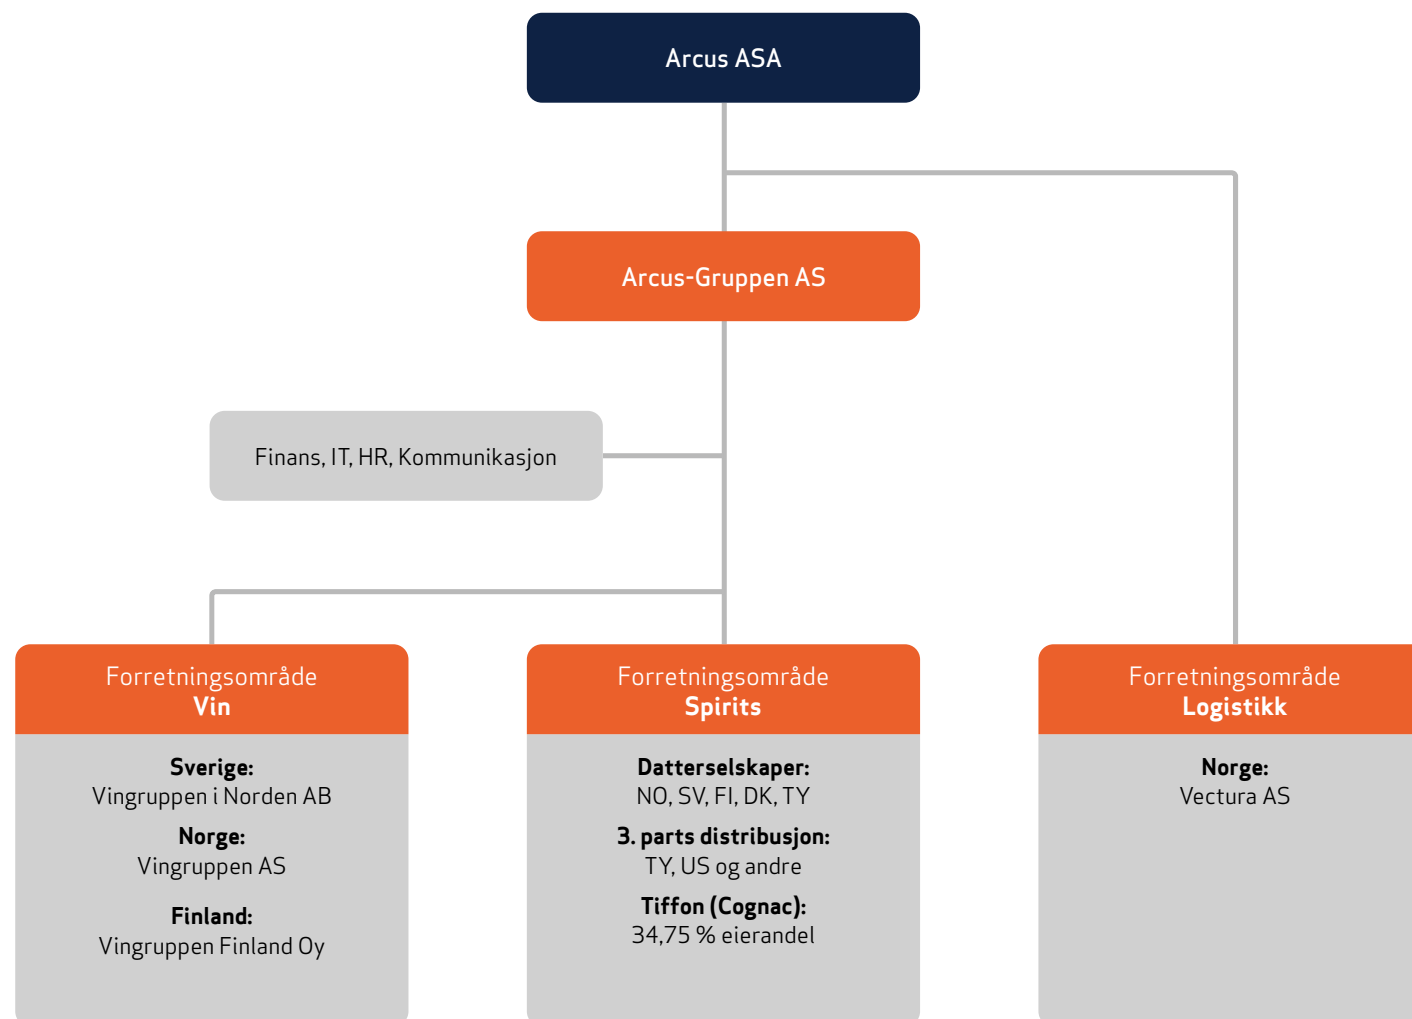 Arcus ASA
Arcus-Gruppen AS
Finans, IT, HR, Kommunikasjon
Forretningsområde
Vin
Sverige:
Vingruppen i Norden AB
Norge:
Vingruppen AS
Finland:
Vingruppen Finland Oy
Forretningsområde
Spirits
Datterselskaper:
NO, SV, FI, DK, TY
3. parts distribusjon:
TY, US og andre
Tiffon (Cognac):
34,75 % eierandel
Forretningsområde
Logistikk
Norge:
Vectura AS